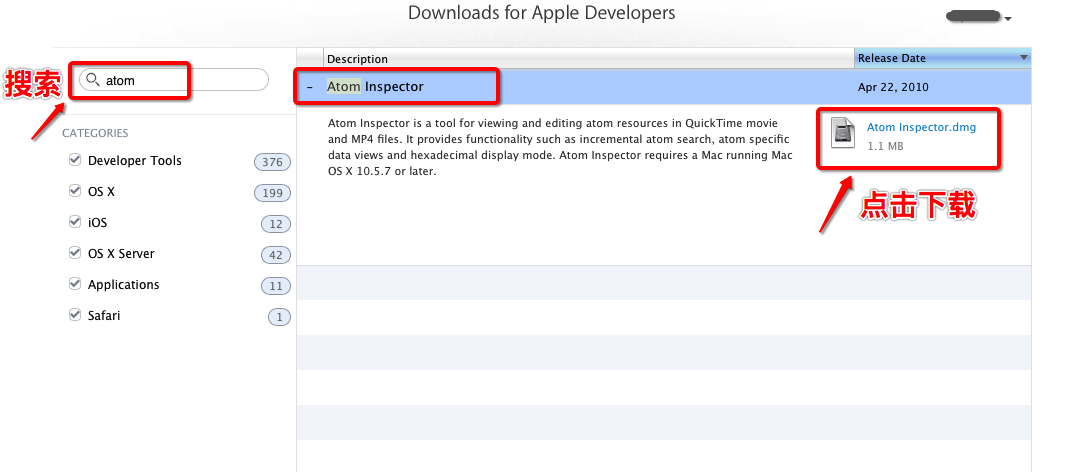 Downloads for Apple Developers
搜索
atom
CATEGORIES
Developer Tools 376
OS X 199
iOS 12
OS X Server 42
Applications 11
Safari 1
Description
Release Date
– Atom Inspector
Apr 22, 2010
Atom Inspector is a tool for viewing and editing atom resources in QuickTime movie
and MP4 files. It provides functionality such as incremental atom search, atom specific
data views and hexadecimal display mode. Atom Inspector requires a Mac running Mac
OS X 10.5.7 or later.
Atom Inspector.dmg
1.1 MB
点击下载